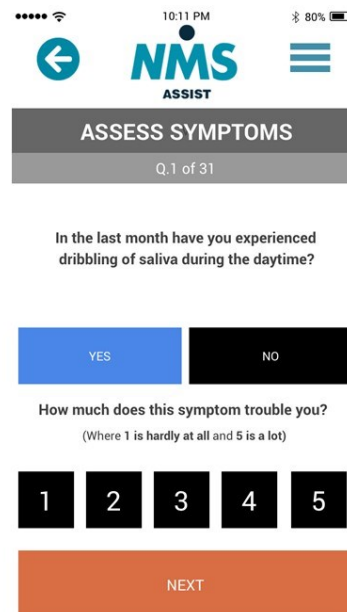 10:11 PM
80%
NMS
ASSIST
ASSESS SYMPTOMS
Q.1 of 31
In the last month have you experienced
dribbling of saliva during the daytime?
YES
NO
How much does this symptom trouble you?
(Where 1 is hardly at all and 5 is a lot)
1 2 3 4 5
NEXT